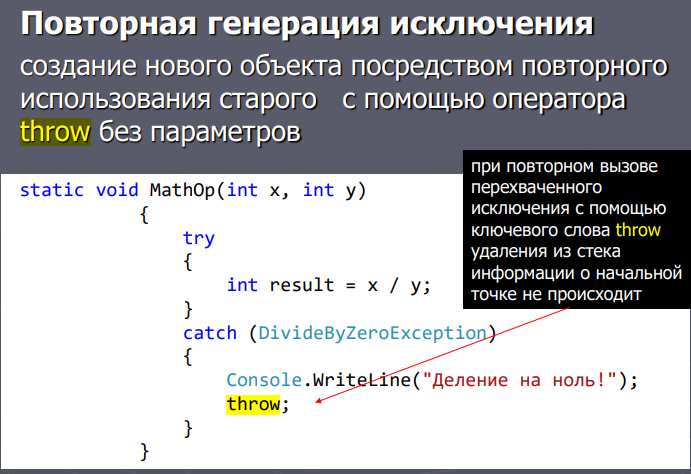 Повторная генерация исключения
создание нового объекта посредством повторного
использования старого с помощью оператора
throw без параметров
при повторном вызове
перехваченного
исключения с помощью
ключевого слова throw
удаления из стека
информации о начальной
точке не происходит
static void MathOp(int x, int y)
{
try
{
int result = x / y;
}
catch (DivideByZeroException)
{
Console.WriteLine("Деление на ноль!");
throw;
}
}